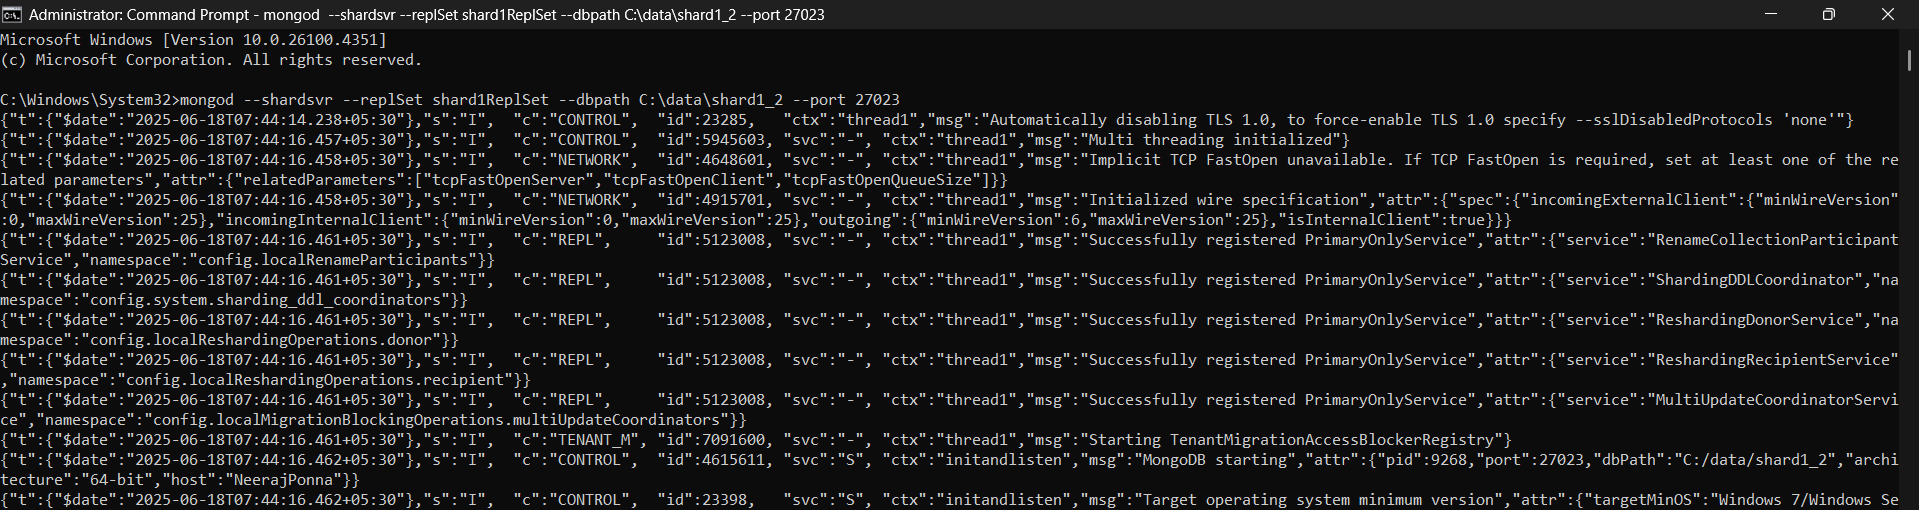 Administrator: Command Prompt - mongod  --shardsvr --replSet shard1ReplSet --dbpath C:\data\shard1_2 --port 27023
Microsoft Windows [Version 10.0.26100.4351]
(c) Microsoft Corporation. All rights reserved.
C:\Windows\System32>mongod --shardsvr --replSet shard1ReplSet --dbpath C:\data\shard1_2 --port 27023
{"t":{"$date":"2025-06-18T07:44:14.238+05:30"},"s":"I",  "c":"CONTROL",  "id":23285,   "ctx":"thread1","msg":"Automatically disabling TLS 1.0, to force-enable TLS 1.0 specify --sslDisabledProtocols 'none'"}
{"t":{"$date":"2025-06-18T07:44:16.457+05:30"},"s":"I",  "c":"CONTROL",  "id":5945603, "svc":"-", "ctx":"thread1","msg":"Multi threading initialized"}
{"t":{"$date":"2025-06-18T07:44:16.458+05:30"},"s":"I",  "c":"NETWORK",  "id":4648601, "svc":"-", "ctx":"thread1","msg":"Implicit TCP FastOpen unavailable. If TCP FastOpen is required, set at least one of the re
lated parameters","attr":{"relatedParameters":["tcpFastOpenServer","tcpFastOpenClient","tcpFastOpenQueueSize"]}}
{"t":{"$date":"2025-06-18T07:44:16.458+05:30"},"s":"I",  "c":"NETWORK",  "id":4915701, "svc":"-", "ctx":"thread1","msg":"Initialized wire specification","attr":{"spec":{"incomingExternalClient":{"minWireVersion"
:0,"maxWireVersion":25},"incomingInternalClient":{"minWireVersion":0,"maxWireVersion":25},"outgoing":{"minWireVersion":6,"maxWireVersion":25},"isInternalClient":true}}}
{"t":{"$date":"2025-06-18T07:44:16.461+05:30"},"s":"I",  "c":"REPL",     "id":5123008, "svc":"-", "ctx":"thread1","msg":"Successfully registered PrimaryOnlyService","attr":{"service":"RenameCollectionParticipant
Service","namespace":"config.localRenameParticipants"}}
{"t":{"$date":"2025-06-18T07:44:16.461+05:30"},"s":"I",  "c":"REPL",     "id":5123008, "svc":"-", "ctx":"thread1","msg":"Successfully registered PrimaryOnlyService","attr":{"service":"ShardingDDLCoordinator","na
mespace":"config.system.sharding_ddl_coordinators"}}
{"t":{"$date":"2025-06-18T07:44:16.461+05:30"},"s":"I",  "c":"REPL",     "id":5123008, "svc":"-", "ctx":"thread1","msg":"Successfully registered PrimaryOnlyService","attr":{"service":"ReshardingDonorService","na
mespace":"config.localReshardingOperations.donor"}}
{"t":{"$date":"2025-06-18T07:44:16.461+05:30"},"s":"I",  "c":"REPL",     "id":5123008, "svc":"-", "ctx":"thread1","msg":"Successfully registered PrimaryOnlyService","attr":{"service":"ReshardingRecipientService"
,"namespace":"config.localReshardingOperations.recipient"}}
{"t":{"$date":"2025-06-18T07:44:16.461+05:30"},"s":"I",  "c":"REPL",     "id":5123008, "svc":"-", "ctx":"thread1","msg":"Successfully registered PrimaryOnlyService","attr":{"service":"MultiUpdateCoordinatorServi
ce","namespace":"config.localMigrationBlockingOperations.multiUpdateCoordinators"}}
{"t":{"$date":"2025-06-18T07:44:16.461+05:30"},"s":"I",  "c":"TENANT_M", "id":7091600, "svc":"-", "ctx":"thread1","msg":"Starting TenantMigrationAccessBlockerRegistry"}
{"t":{"$date":"2025-06-18T07:44:16.462+05:30"},"s":"I",  "c":"CONTROL",  "id":4615611, "svc":"S", "ctx":"initandlisten","msg":"MongoDB starting","attr":{"pid":9268,"port":27023,"dbPath":"C:/data/shard1_2","archi
tecture":"64-bit","host":"NeerajPonna"}}
{"t":{"$date":"2025-06-18T07:44:16.462+05:30"},"s":"I",  "c":"CONTROL",  "id":23398,   "svc":"S", "ctx":"initandlisten","msg":"Target operating system minimum version","attr":{"targetMinOS":"Windows 7/Windows Se